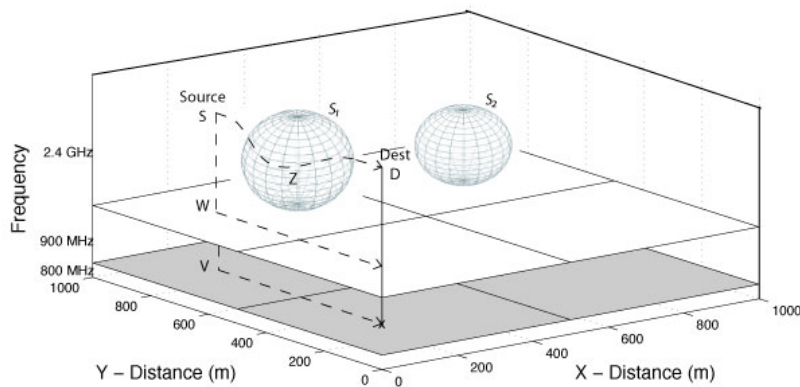 Source
S
S₁
S₂
2.4 GHz
Dest
D
Z
Frequency
W
900 MHz
V
800 MHz
1000
800
600
400
200
0
0
200
400
600
800
1000
Y – Distance (m)
X – Distance (m)